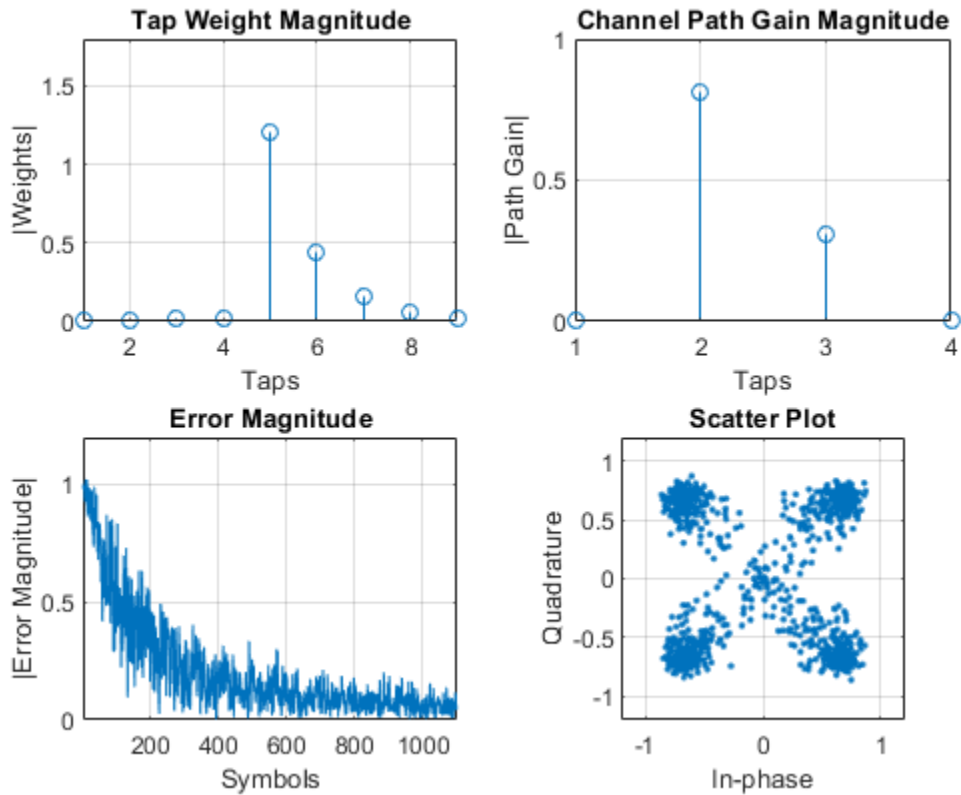 Tap Weight Magnitude
|Weights|
1.5
1
0.5
0
2
4
6
8
Taps
Channel Path Gain Magnitude
|Path Gain|
1
0.5
0
1
2
3
4
Taps
Error Magnitude
|Error Magnitude|
1
0.5
0
200
400
600
800
1000
Symbols
Scatter Plot
Quadrature
1
0.5
0
-0.5
-1
-1
0
1
In-phase